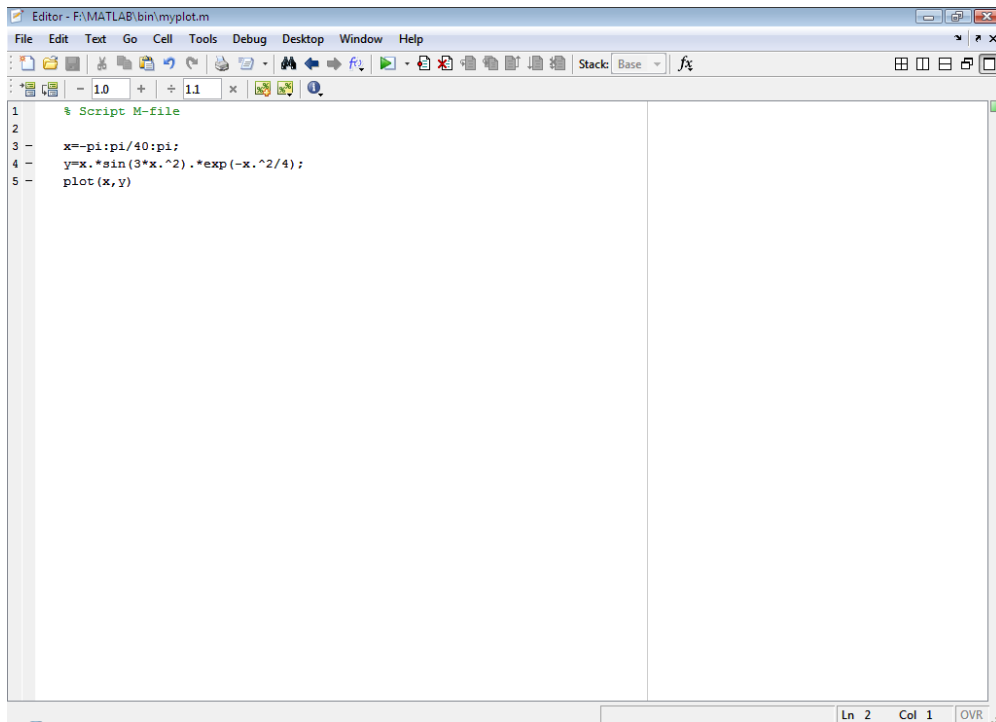 Editor - F:\MATLAB\bin\myplot.m
File Edit Text Go Cell Tools Debug Desktop Window Help
Stack: Base fx
− 1.0 + ÷ 1.1 ×
1 % Script M-file
2
3 − x=-pi:pi/40:pi;
4 − y=x.*sin(3*x.^2).*exp(-x.^2/4);
5 − plot(x,y)
Ln 2 Col 1 OVR